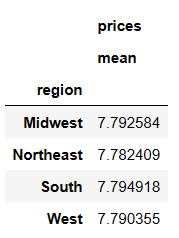 prices
mean
region
Midwest 7.792584
Northeast 7.782409
South 7.794918
West 7.790355